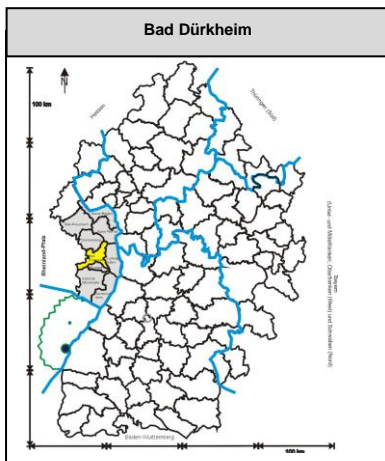 Bad Dürkheim
N
100 km
Hessen
Thüringen (Süd)
Rheinland-Pfalz
Bayern
(Unter- und Mittelfranken, Oberfranken (West) und Schwaben (Nord))
Baden-Württemberg
100 km